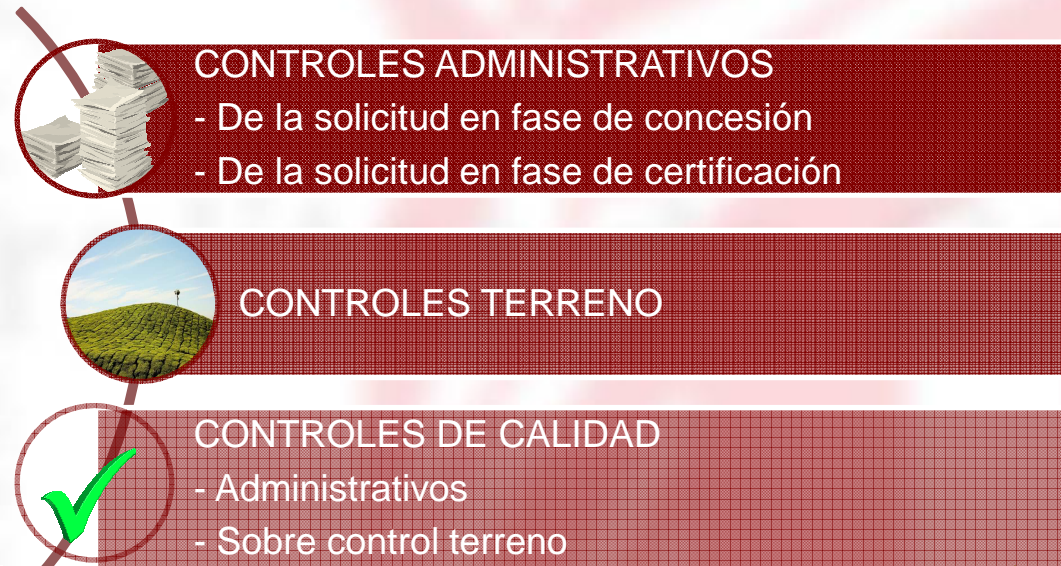 CONTROLES ADMINISTRATIVOS
- De la solicitud en fase de concesión
- De la solicitud en fase de certificación
CONTROLES TERRENO
CONTROLES DE CALIDAD
- Administrativos
- Sobre control terreno